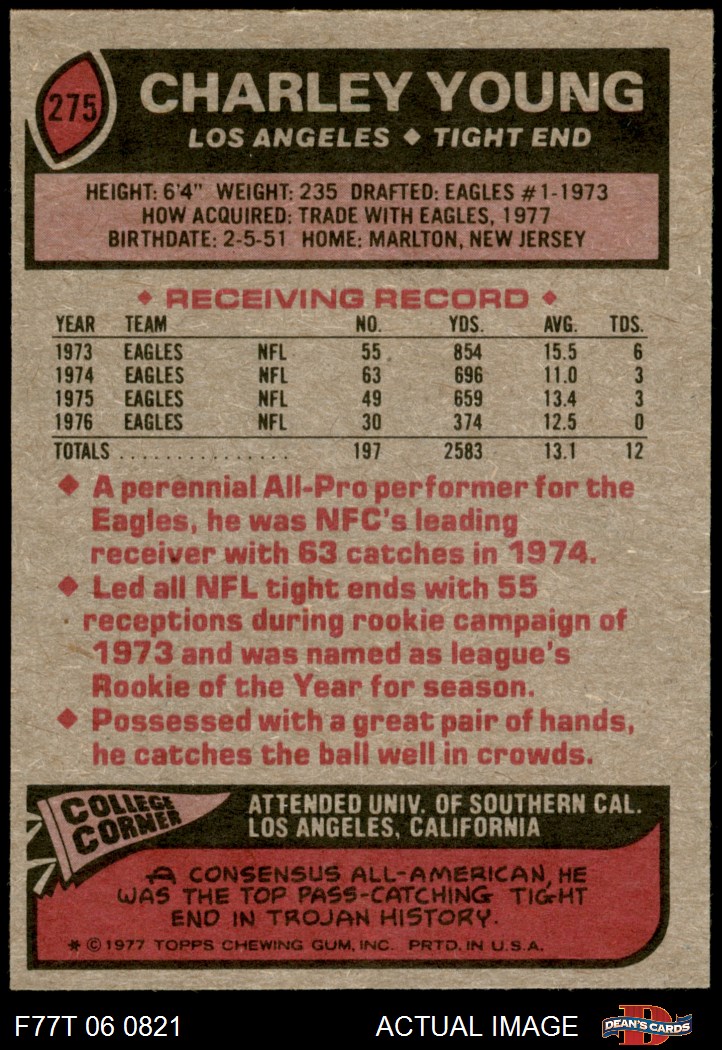 275
CHARLEY YOUNG
LOS ANGELES ◆ TIGHT END
HEIGHT: 6'4" WEIGHT: 235 DRAFTED: EAGLES #1-1973
HOW ACQUIRED: TRADE WITH EAGLES, 1977
BIRTHDATE: 2-5-51 HOME: MARLTON, NEW JERSEY
◆ RECEIVING RECORD ◆
YEAR TEAM NO. YDS. AVG. TDS.
1973 EAGLES NFL 55 854 15.5 6
1974 EAGLES NFL 63 696 11.0 3
1975 EAGLES NFL 49 659 13.4 3
1976 EAGLES NFL 30 374 12.5 0
TOTALS . . . . . . . . . . . . . . . 197 2583 13.1 12
◆ A perennial All-Pro performer for the
Eagles, he was NFC's leading
receiver with 63 catches in 1974.
◆ Led all NFL tight ends with 55
receptions during rookie campaign of
1973 and was named as league's
Rookie of the Year for season.
◆ Possessed with a great pair of hands,
he catches the ball well in crowds.
COLLEGE
CORNER
ATTENDED UNIV. OF SOUTHERN CAL.
LOS ANGELES, CALIFORNIA
A CONSENSUS ALL-AMERICAN, HE
WAS THE TOP PASS-CATCHING TIGHT
END IN TROJAN HISTORY.
* © 1977 TOPPS CHEWING GUM, INC. PRTD. IN U.S.A.
F77T 06 0821 ACTUAL IMAGE
D
DEAN'S CARDS